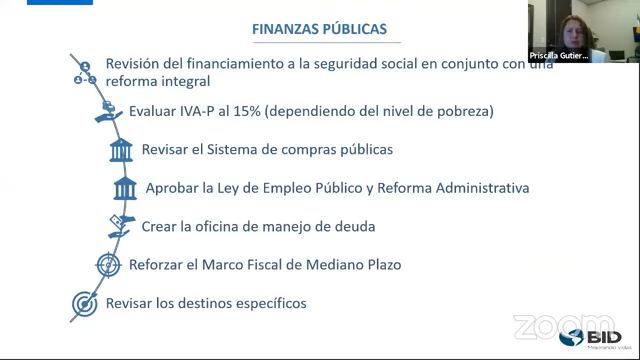 FINANZAS PÚBLICAS
Priscilla Gutier...
Revisión del financiamiento a la seguridad social en conjunto con una
reforma integral
Evaluar IVA-P al 15% (dependiendo del nivel de pobreza)
Revisar el Sistema de compras públicas
Aprobar la Ley de Empleo Público y Reforma Administrativa
Crear la oficina de manejo de deuda
Reforzar el Marco Fiscal de Mediano Plazo
Revisar los destinos específicos
zoom
BID
Mejorando vidas